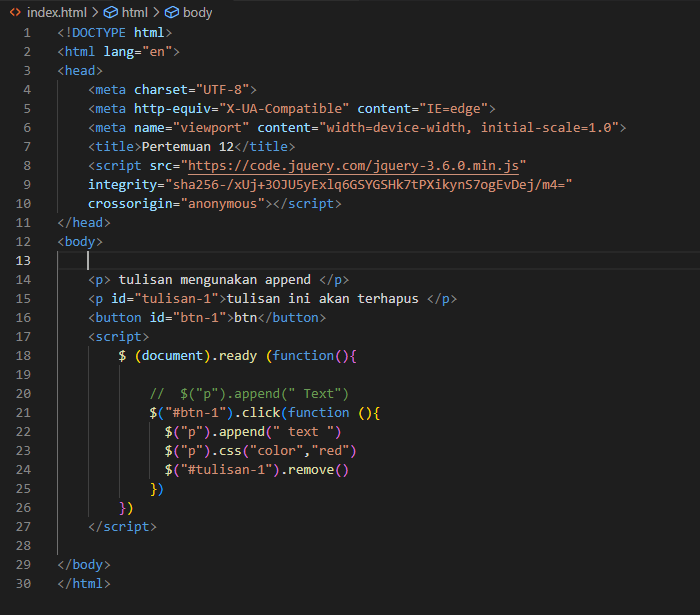 index.html > html > body
1 <!DOCTYPE html>
2 <html lang="en">
3 <head>
4 <meta charset="UTF-8">
5 <meta http-equiv="X-UA-Compatible" content="IE=edge">
6 <meta name="viewport" content="width=device-width, initial-scale=1.0">
7 <title>Pertemuan 12</title>
8 <script src="https://code.jquery.com/jquery-3.6.0.min.js"
9 integrity="sha256-/xUj+3OJU5yExlq6GSYGSHk7tPXikynS7ogEvDej/m4="
10 crossorigin="anonymous"></script>
11 </head>
12 <body>
13
14 <p> tulisan mengunakan append </p>
15 <p id="tulisan-1">tulisan ini akan terhapus </p>
16 <button id="btn-1">btn</button>
17 <script>
18 $ (document).ready (function(){
19
20 //  $("p").append(" Text")
21 $("#btn-1").click(function (){
22 $("p").append(" text ")
23 $("p").css("color","red")
24 $("#tulisan-1").remove()
25 })
26 })
27 </script>
28
29 </body>
30 </html>